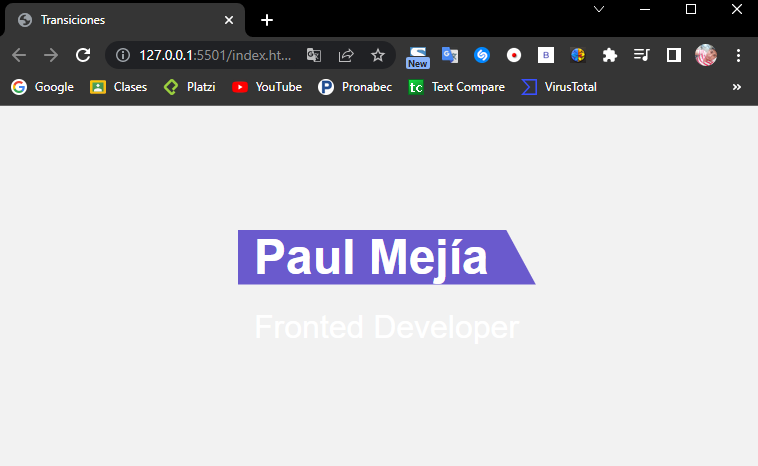 Transiciones
127.0.0.1:5501/index.ht...
New
Google Clases Platzi YouTube Pronabec Text Compare VirusTotal
Paul Mejía
Fronted Developer